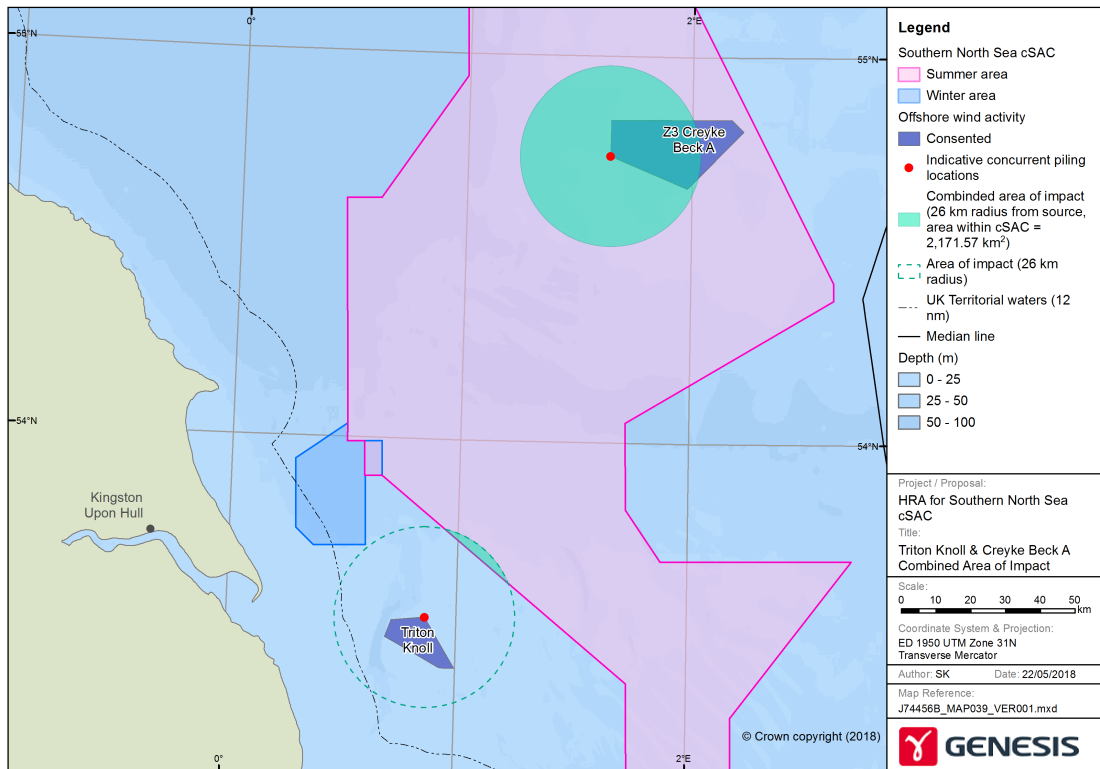 0°
2°E
55°N
55°N
Z3 Creyke
Beck A
54°N
54°N
Kingston
Upon Hull
Triton
Knoll
© Crown copyright (2018)
0°
2°E
Legend
Southern North Sea cSAC
Summer area
Winter area
Offshore wind activity
Consented
Indicative concurrent piling
locations
Combinded area of impact
(26 km radius from source,
area within cSAC =
2,171.57 km²)
Area of impact (26 km
radius)
UK Territorial waters (12
nm)
Median line
Depth (m)
0 - 25
25 - 50
50 - 100
Project / Proposal:
HRA for Southern North Sea
cSAC
Title:
Triton Knoll & Creyke Beck A
Combined Area of Impact
Scale:
0 10 20 30 40 50
km
Coordinate System & Projection:
ED 1950 UTM Zone 31N
Transverse Mercator
Author: SK Date: 22/05/2018
Map Reference:
J74456B_MAP039_VER001.mxd
GENESIS